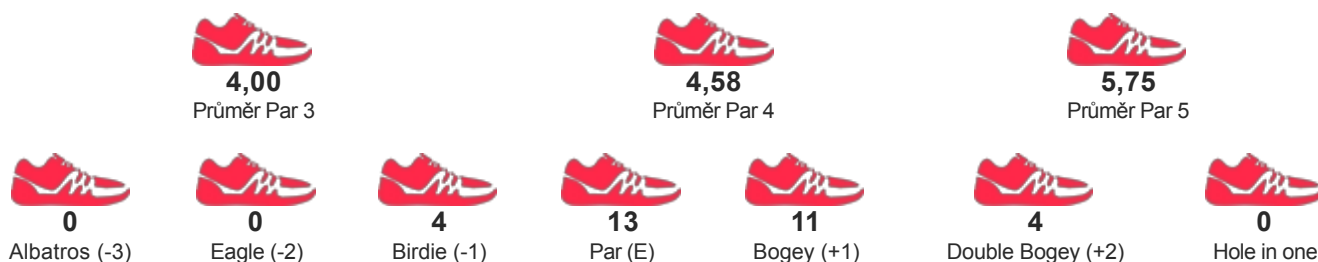 4,00 4,58 5,75
Průměr Par 3 Průměr Par 4 Průměr Par 5
0 0 4 13 11 4 0
Albatros (-3) Eagle (-2) Birdie (-1) Par (E) Bogey (+1) Double Bogey (+2) Hole in one